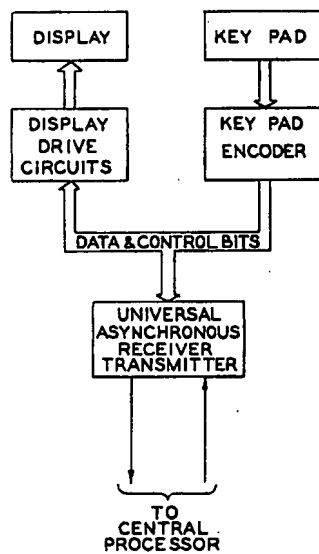 DISPLAY
KEY PAD
DISPLAY
DRIVE
CIRCUITS
KEY PAD
ENCODER
DATA & CONTROL BITS
UNIVERSAL
ASYNCHRONOUS
RECEIVER
TRANSMITTER
TO
CENTRAL
PROCESSOR